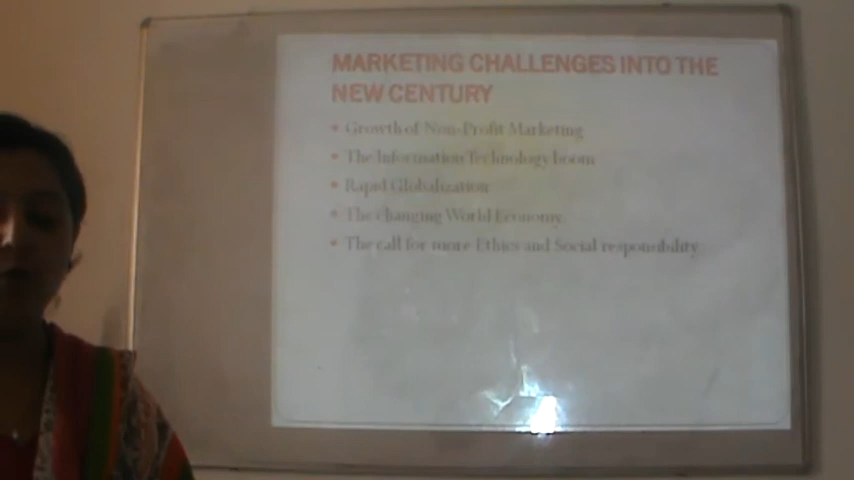 MARKETING CHALLENGES INTO THE
NEW CENTURY
• Growth of Non-Profit Marketing
• The Information Technology boom
• Rapid Globalization
• The changing World Economy
• The call for more Ethics and Social responsibility